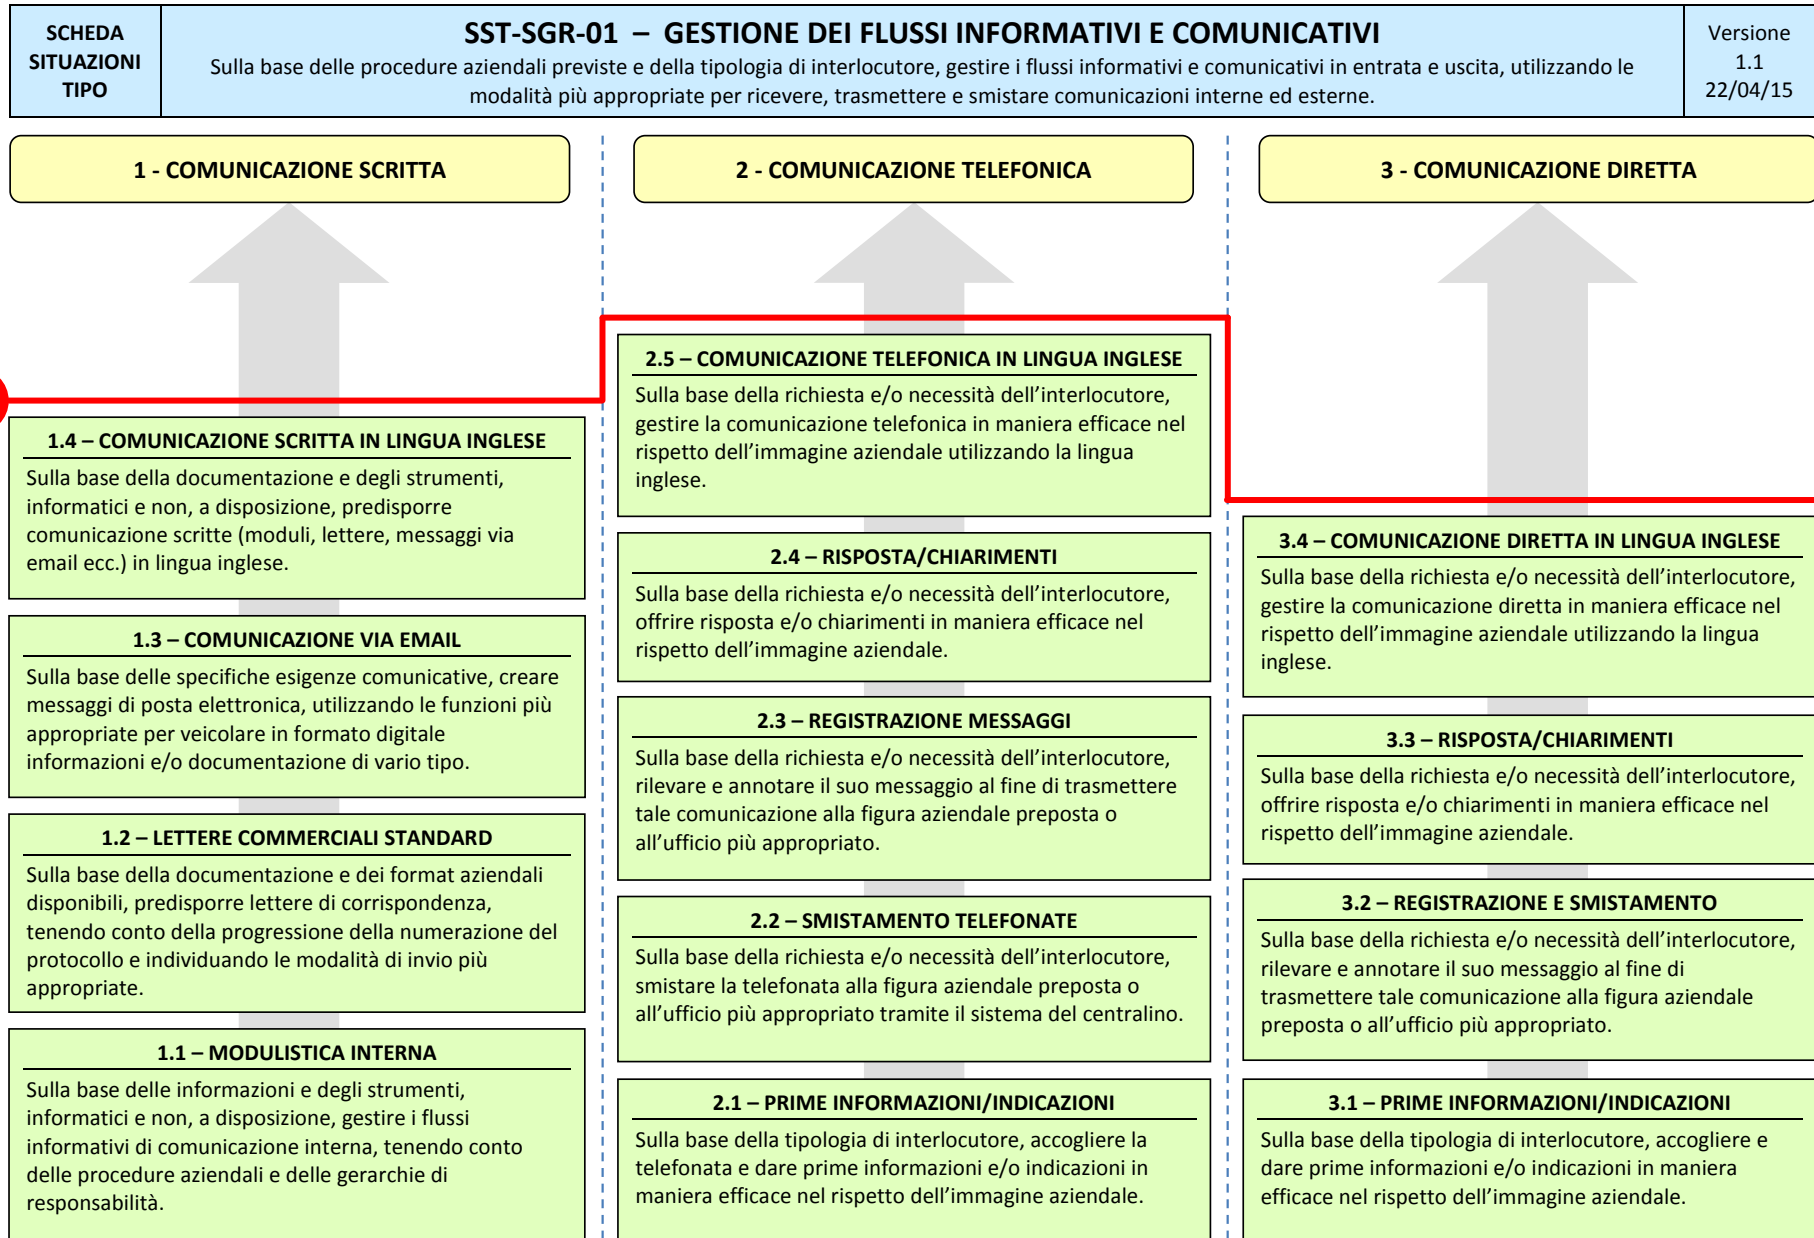 SCHEDA
SITUAZIONI
TIPO
SST-SGR-01 – GESTIONE DEI FLUSSI INFORMATIVI E COMUNICATIVI
Sulla base delle procedure aziendali previste e della tipologia di interlocutore, gestire i flussi informativi e comunicativi in entrata e uscita, utilizzando le
modalità più appropriate per ricevere, trasmettere e smistare comunicazioni interne ed esterne.
Versione
1.1
22/04/15
1 - COMUNICAZIONE SCRITTA
1.4 – COMUNICAZIONE SCRITTA IN LINGUA INGLESE
Sulla base della documentazione e degli strumenti,
informatici e non, a disposizione, predisporre
comunicazione scritte (moduli, lettere, messaggi via
email ecc.) in lingua inglese.
1.3 – COMUNICAZIONE VIA EMAIL
Sulla base delle specifiche esigenze comunicative, creare
messaggi di posta elettronica, utilizzando le funzioni più
appropriate per veicolare in formato digitale
informazioni e/o documentazione di vario tipo.
1.2 – LETTERE COMMERCIALI STANDARD
Sulla base della documentazione e dei format aziendali
disponibili, predisporre lettere di corrispondenza,
tenendo conto della progressione della numerazione del
protocollo e individuando le modalità di invio più
appropriate.
1.1 – MODULISTICA INTERNA
Sulla base delle informazioni e degli strumenti,
informatici e non, a disposizione, gestire i flussi
informativi di comunicazione interna, tenendo conto
delle procedure aziendali e delle gerarchie di
responsabilità.
2 - COMUNICAZIONE TELEFONICA
2.5 – COMUNICAZIONE TELEFONICA IN LINGUA INGLESE
Sulla base della richiesta e/o necessità dell’interlocutore,
gestire la comunicazione telefonica in maniera efficace nel
rispetto dell’immagine aziendale utilizzando la lingua
inglese.
2.4 – RISPOSTA/CHIARIMENTI
Sulla base della richiesta e/o necessità dell’interlocutore,
offrire risposta e/o chiarimenti in maniera efficace nel
rispetto dell’immagine aziendale.
2.3 – REGISTRAZIONE MESSAGGI
Sulla base della richiesta e/o necessità dell’interlocutore,
rilevare e annotare il suo messaggio al fine di trasmettere
tale comunicazione alla figura aziendale preposta o
all’ufficio più appropriato.
2.2 – SMISTAMENTO TELEFONATE
Sulla base della richiesta e/o necessità dell’interlocutore,
smistare la telefonata alla figura aziendale preposta o
all’ufficio più appropriato tramite il sistema del centralino.
2.1 – PRIME INFORMAZIONI/INDICAZIONI
Sulla base della tipologia di interlocutore, accogliere la
telefonata e dare prime informazioni e/o indicazioni in
maniera efficace nel rispetto dell’immagine aziendale.
3 - COMUNICAZIONE DIRETTA
3.4 – COMUNICAZIONE DIRETTA IN LINGUA INGLESE
Sulla base della richiesta e/o necessità dell’interlocutore,
gestire la comunicazione diretta in maniera efficace nel
rispetto dell’immagine aziendale utilizzando la lingua
inglese.
3.3 – RISPOSTA/CHIARIMENTI
Sulla base della richiesta e/o necessità dell’interlocutore,
offrire risposta e/o chiarimenti in maniera efficace nel
rispetto dell’immagine aziendale.
3.2 – REGISTRAZIONE E SMISTAMENTO
Sulla base della richiesta e/o necessità dell’interlocutore,
rilevare e annotare il suo messaggio al fine di
trasmettere tale comunicazione alla figura aziendale
preposta o all’ufficio più appropriato.
3.1 – PRIME INFORMAZIONI/INDICAZIONI
Sulla base della tipologia di interlocutore, accogliere e
dare prime informazioni e/o indicazioni in maniera
efficace nel rispetto dell’immagine aziendale.